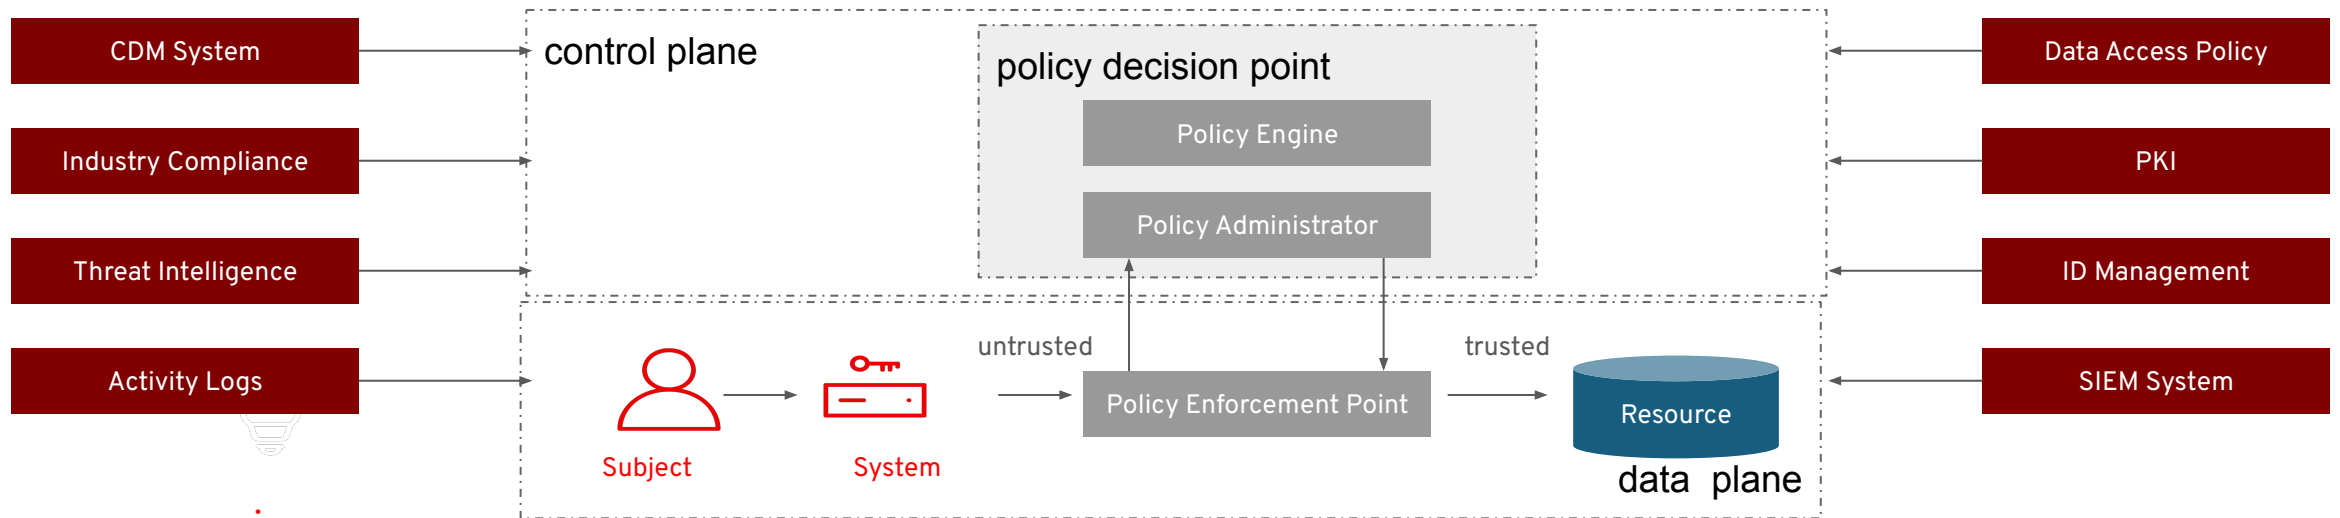 CDM System
control plane
policy decision point
Data Access Policy
Policy Engine
Industry Compliance
PKI
Policy Administrator
Threat Intelligence
ID Management
untrusted
trusted
Activity Logs
Policy Enforcement Point
Resource
SIEM System
Subject
System
data plane